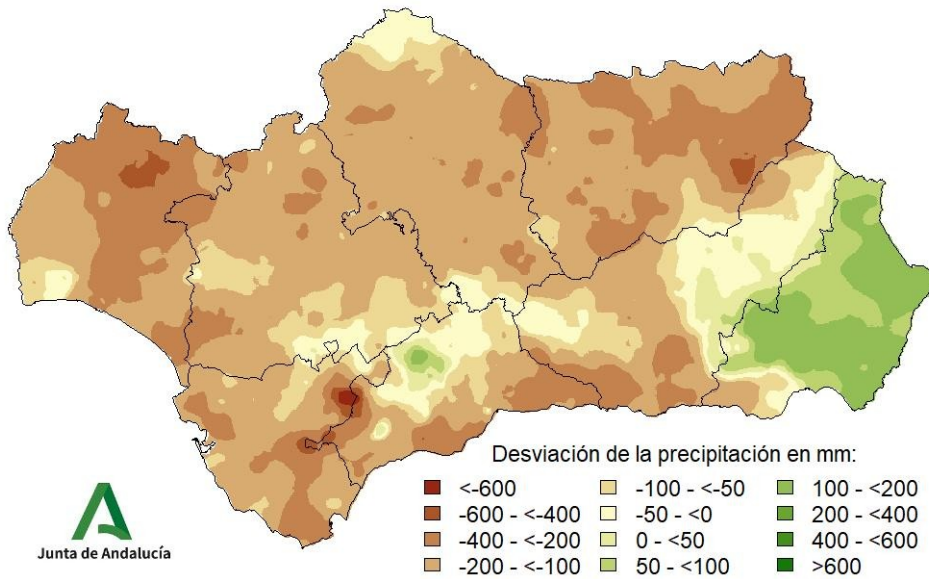 Desviación de la precipitación en mm:
<-600
-600 - <-400
-400 - <-200
-200 - <-100
-100 - <-50
-50 - <0
0 - <50
50 - <100
100 - <200
200 - <400
400 - <600
>600
Junta de Andalucía